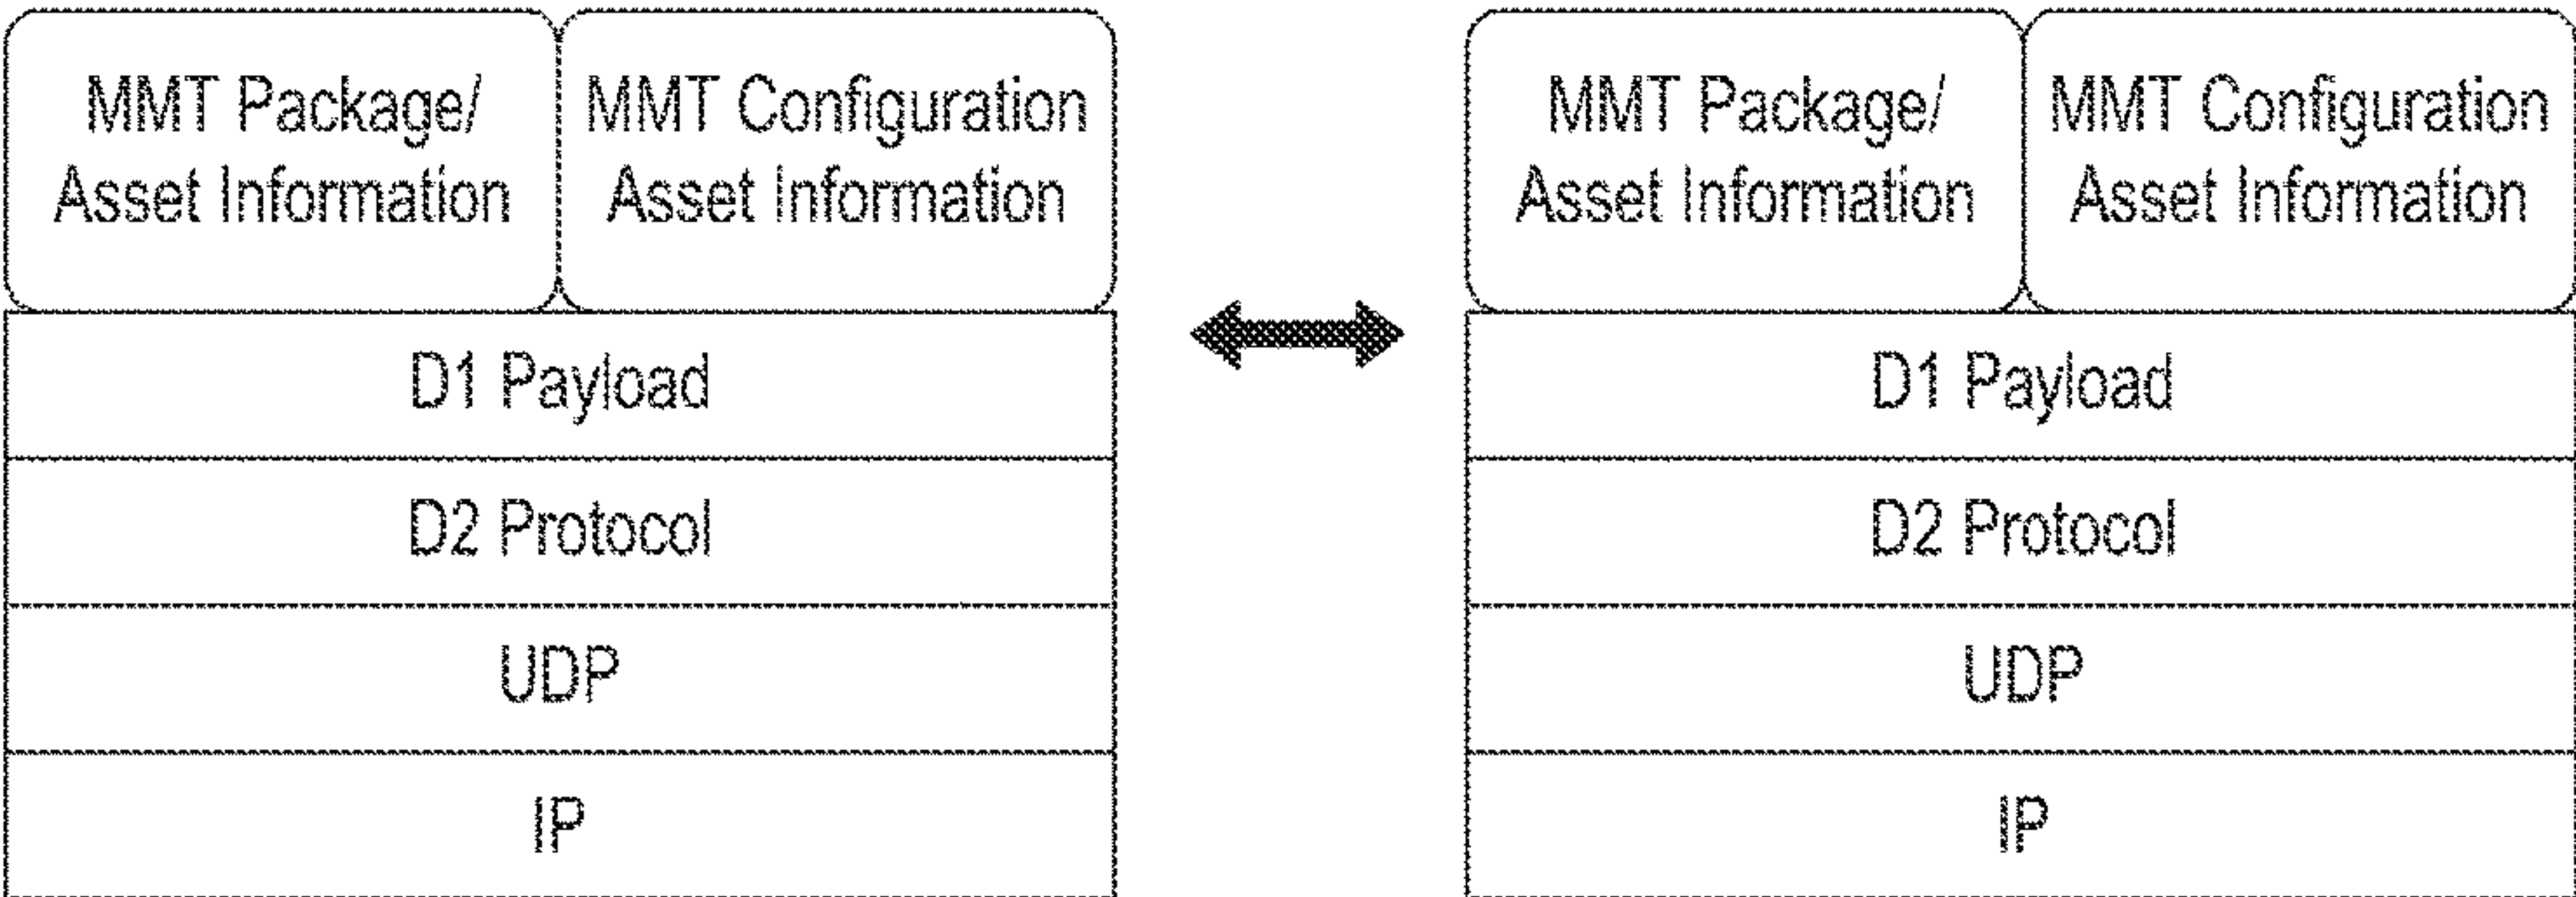 MMT Package/
Asset Information
MMT Configuration
Asset Information
D1 Payload
D2 Protocol
UDP
IP
MMT Package/
Asset Information
MMT Configuration
Asset Information
D1 Payload
D2 Protocol
UDP
IP